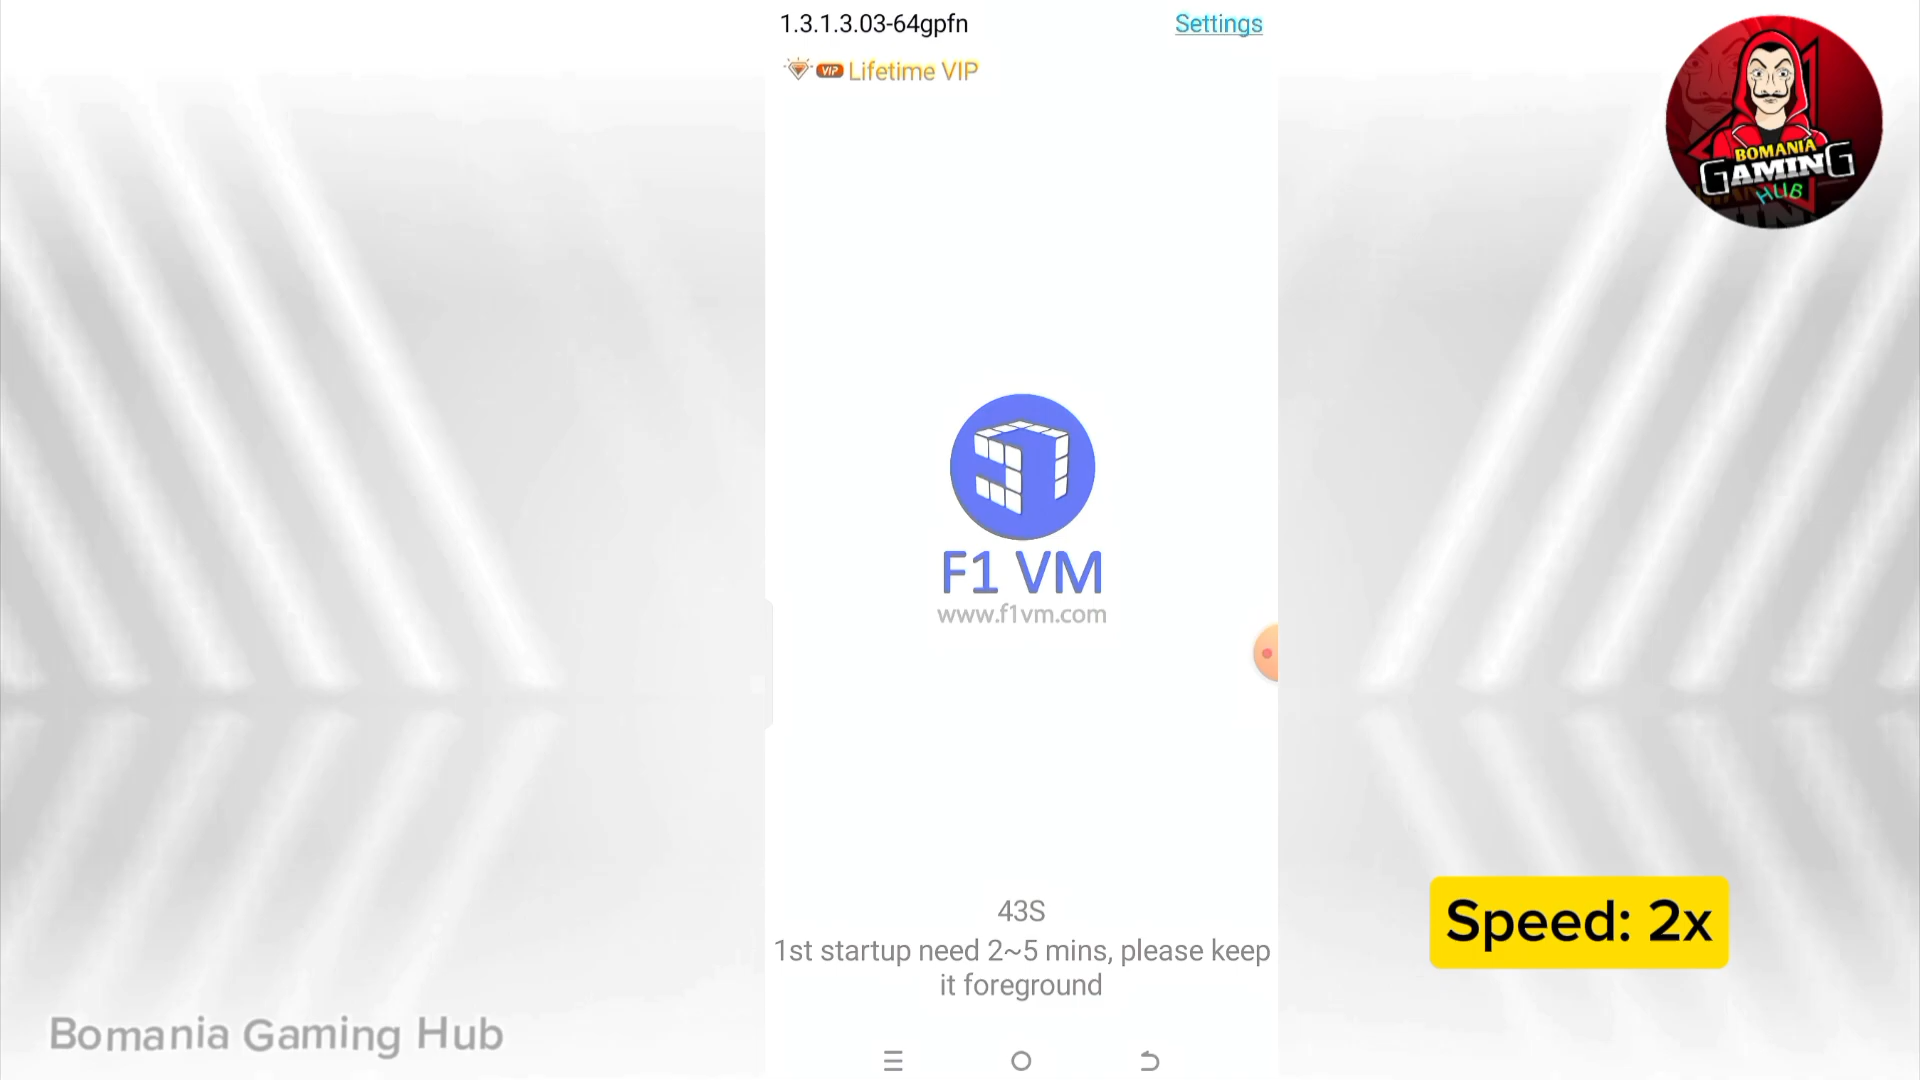 1.3.1.3.03-64gpfn
Settings
VIP Lifetime VIP
BOMANIA
GAMING
HUB
F1 VM
www.f1vm.com
43S
1st startup need 2~5 mins, please keep
it foreground
Speed: 2x
Bomania Gaming Hub